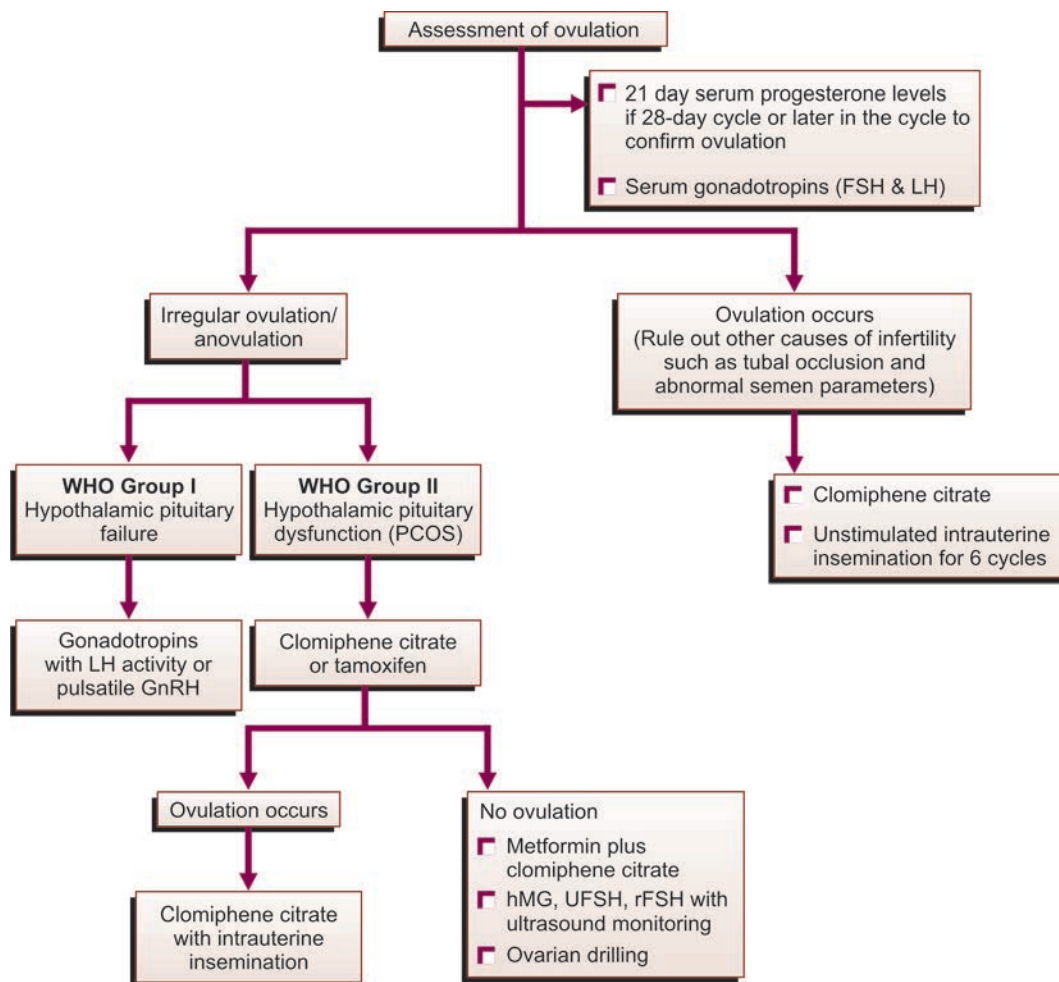 Assessment of ovulation
21 day serum progesterone levels
if 28-day cycle or later in the cycle to
confirm ovulation
Serum gonadotropins (FSH & LH)
Irregular ovulation/
anovulation
Ovulation occurs
(Rule out other causes of infertility
such as tubal occlusion and
abnormal semen parameters)
WHO Group I
Hypothalamic pituitary
failure
WHO Group II
Hypothalamic pituitary
dysfunction (PCOS)
Clomiphene citrate
Unstimulated intrauterine
insemination for 6 cycles
Gonadotropins
with LH activity or
pulsatile GnRH
Clomiphene citrate
or tamoxifen
Ovulation occurs
No ovulation
Metformin plus
clomiphene citrate
hMG, UFSH, rFSH with
ultrasound monitoring
Ovarian drilling
Clomiphene citrate
with intrauterine
insemination